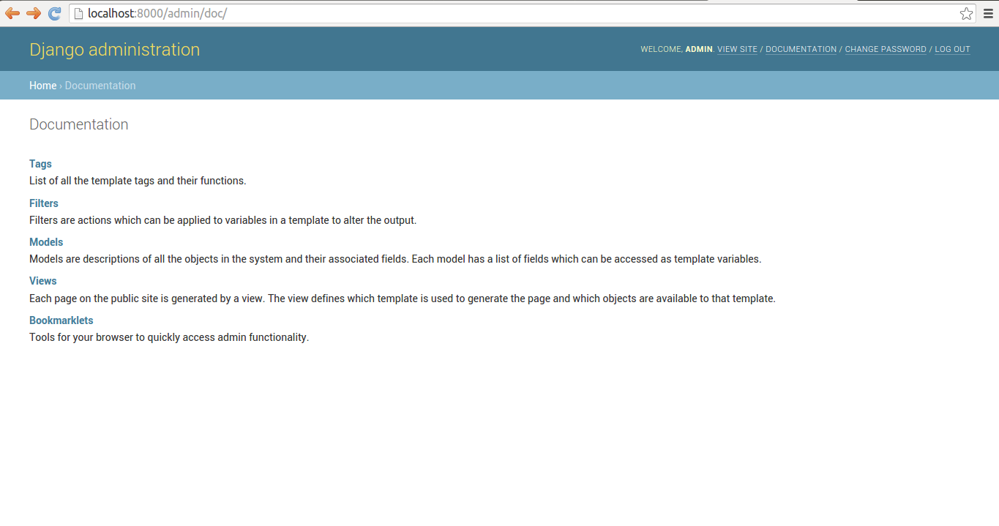 localhost:8000/admin/doc/
Django administration
WELCOME, ADMIN. VIEW SITE / DOCUMENTATION / CHANGE PASSWORD / LOG OUT
Home › Documentation
Documentation
Tags
List of all the template tags and their functions.
Filters
Filters are actions which can be applied to variables in a template to alter the output.
Models
Models are descriptions of all the objects in the system and their associated fields. Each model has a list of fields which can be accessed as template variables.
Views
Each page on the public site is generated by a view. The view defines which template is used to generate the page and which objects are available to that template.
Bookmarklets
Tools for your browser to quickly access admin functionality.